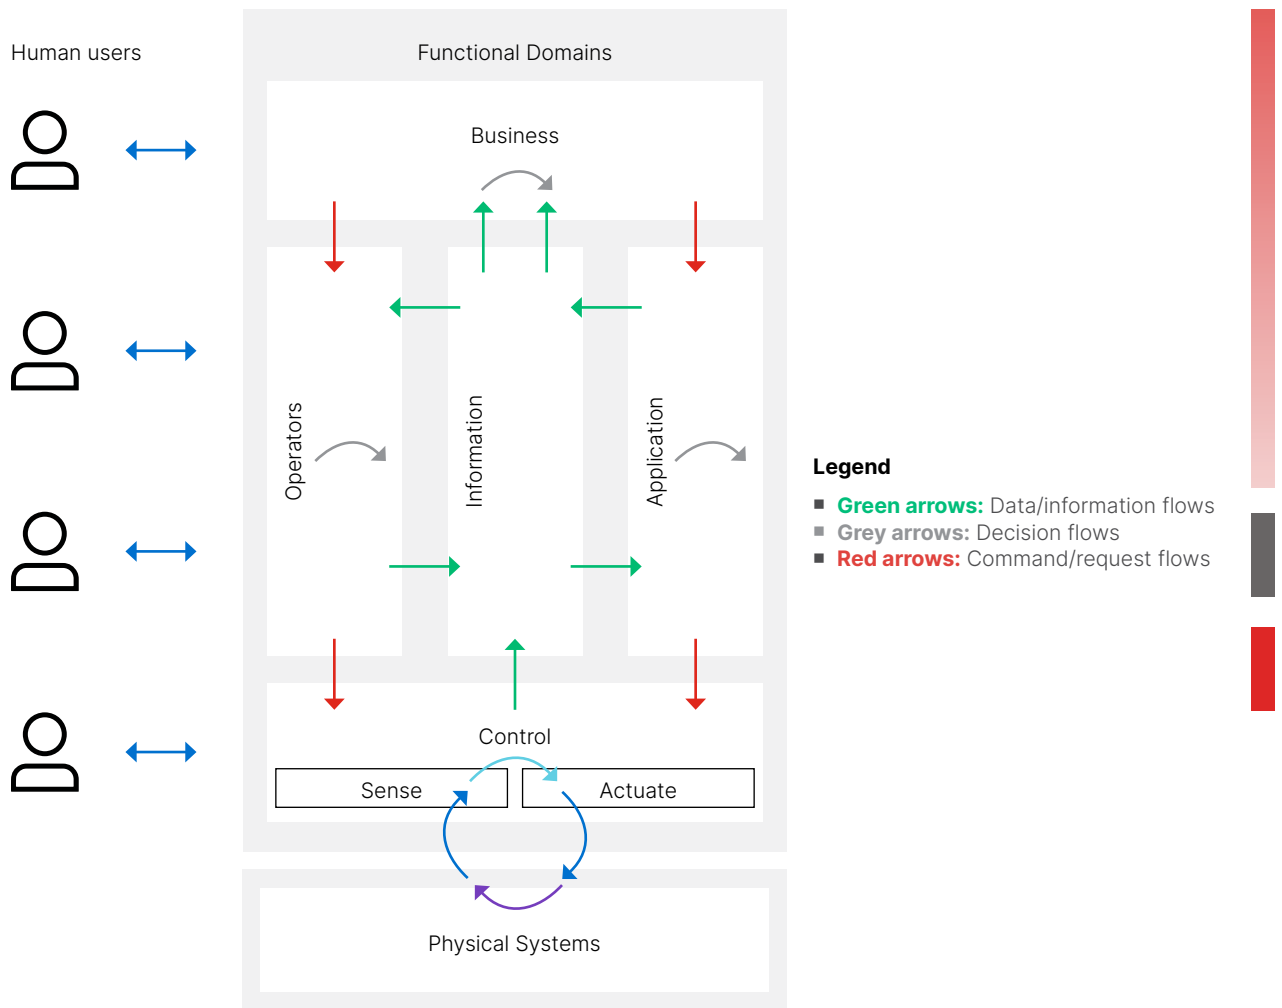 Human users
Functional Domains
Business
Operators
Information
Application
Legend
Green arrows: Data/information flows
Grey arrows: Decision flows
Red arrows: Command/request flows
Control
Sense
Actuate
Physical Systems